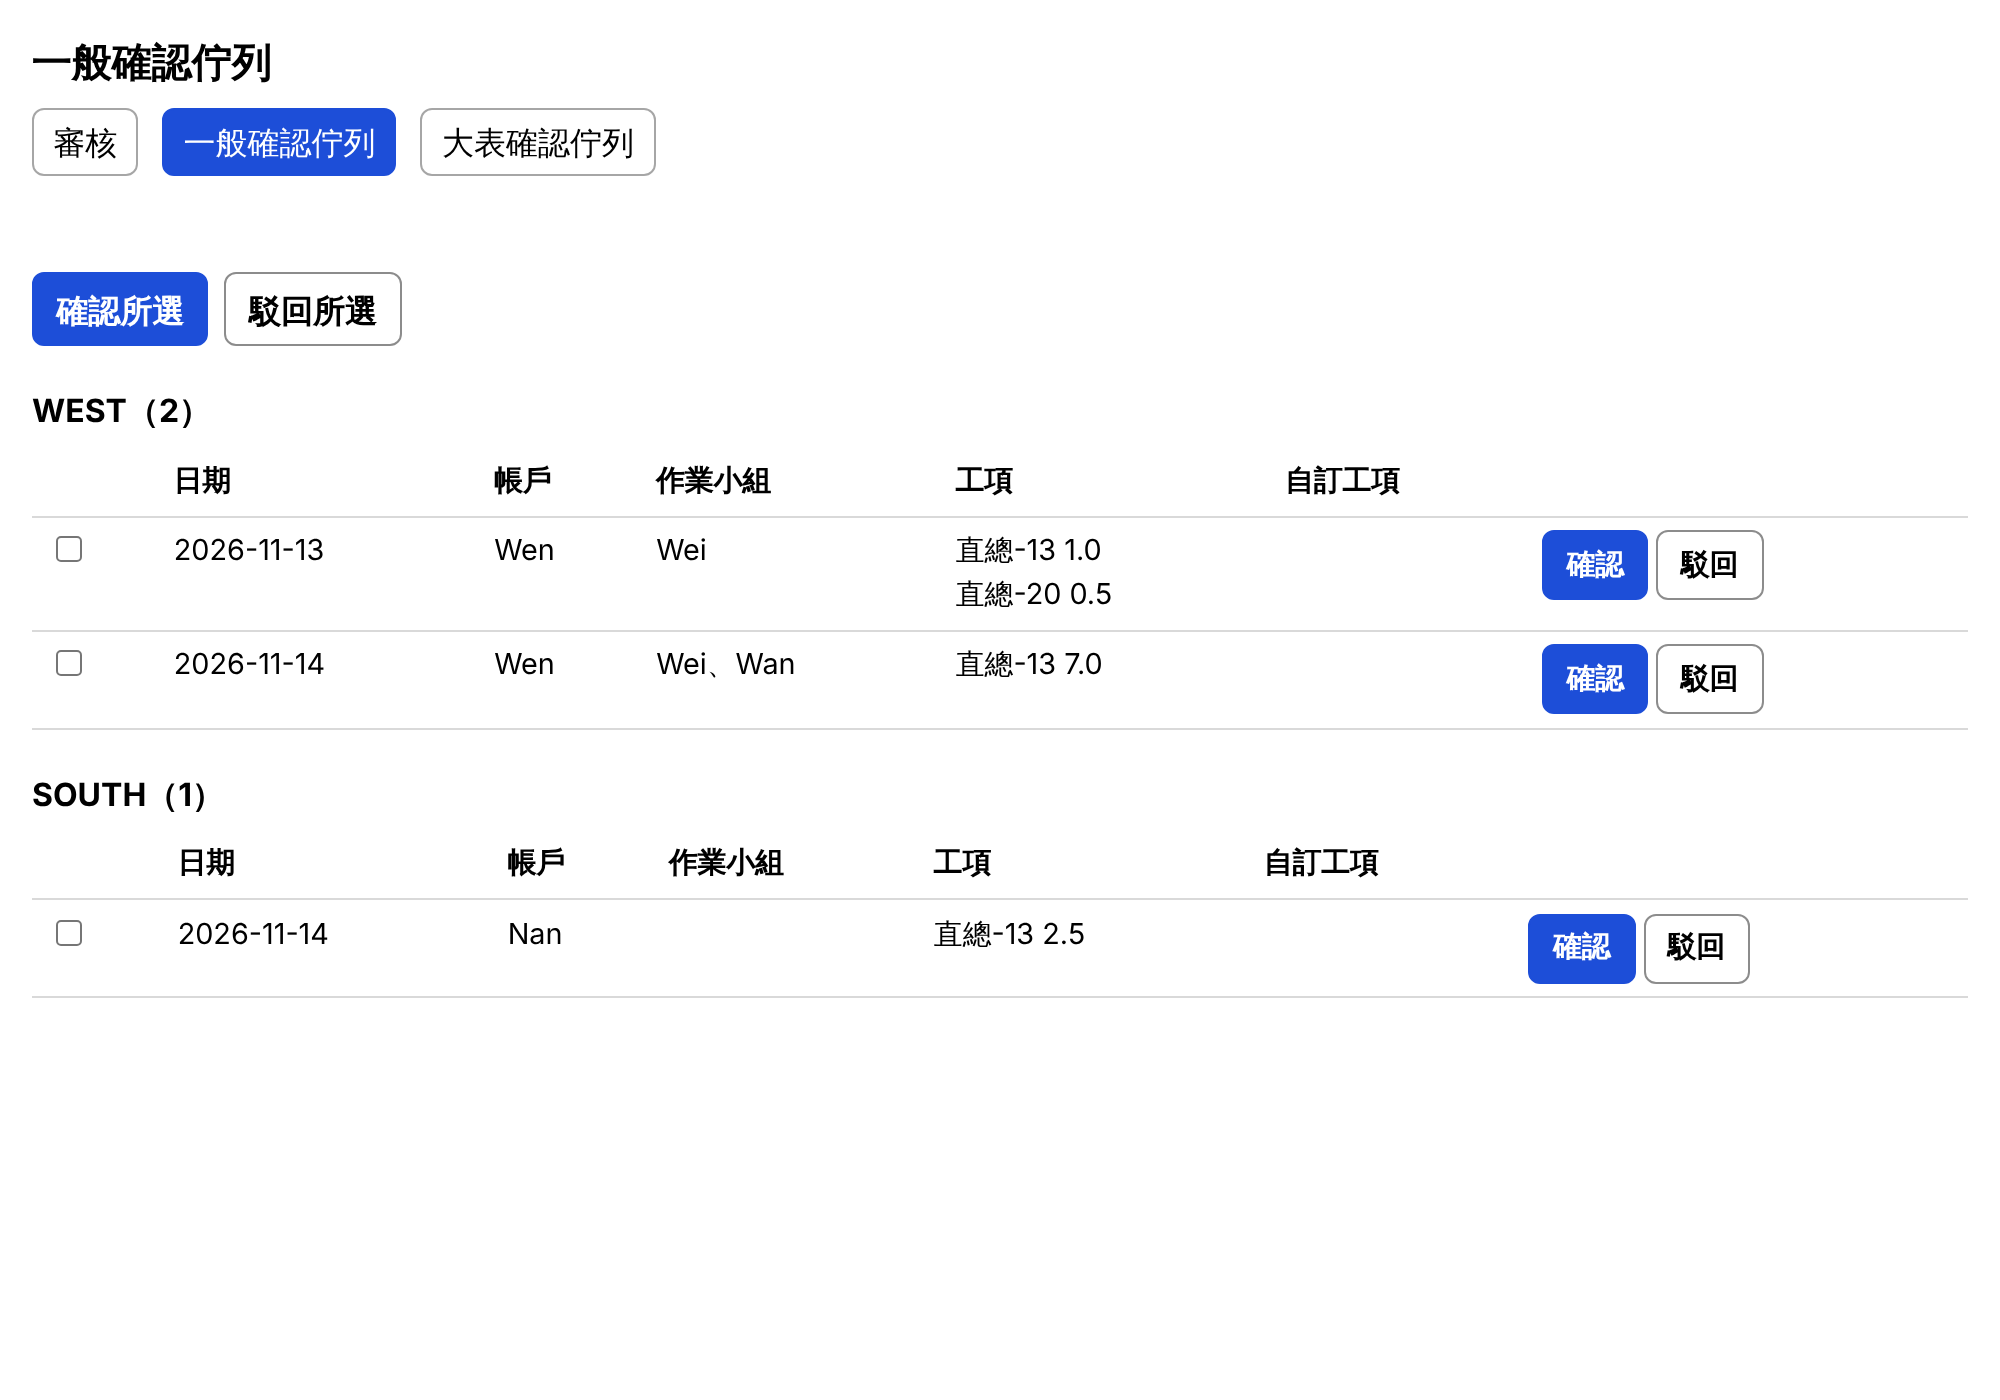 一般確認佇列
審核 一般確認佇列 大表確認佇列
確認所選 駁回所選
WEST（2）
日期 帳戶 作業小組 工項 自訂工項
2026-11-13 Wen Wei 直總-13 1.0 確認 駁回
直總-20 0.5
2026-11-14 Wen Wei、Wan 直總-13 7.0 確認 駁回
SOUTH（1）
日期 帳戶 作業小組 工項 自訂工項
2026-11-14 Nan 直總-13 2.5 確認 駁回